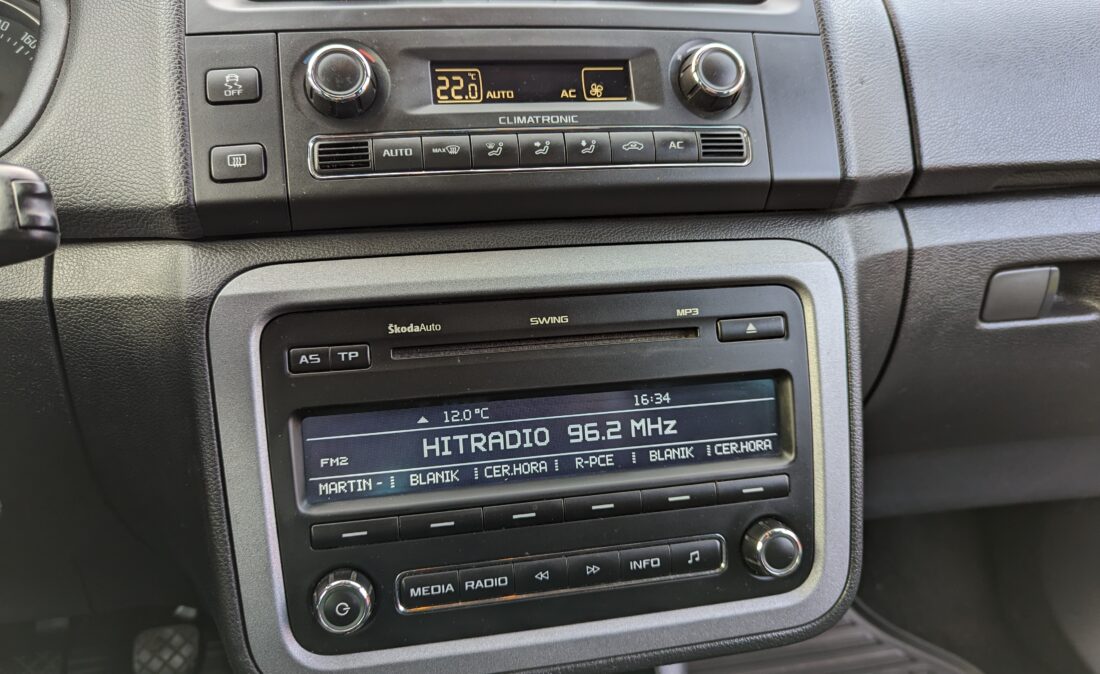 160
OFF
22.0 °C AUTO AC
CLIMATRONIC
AUTO MAX AC
ŠkodaAuto SWING MP3
AS TP
12.0°C 16:34
FM2 HITRADIO 96.2 MHz
MARTIN - BLANIK CER.HORA R-PCE BLANIK CER.HORA
MEDIA RADIO INFO